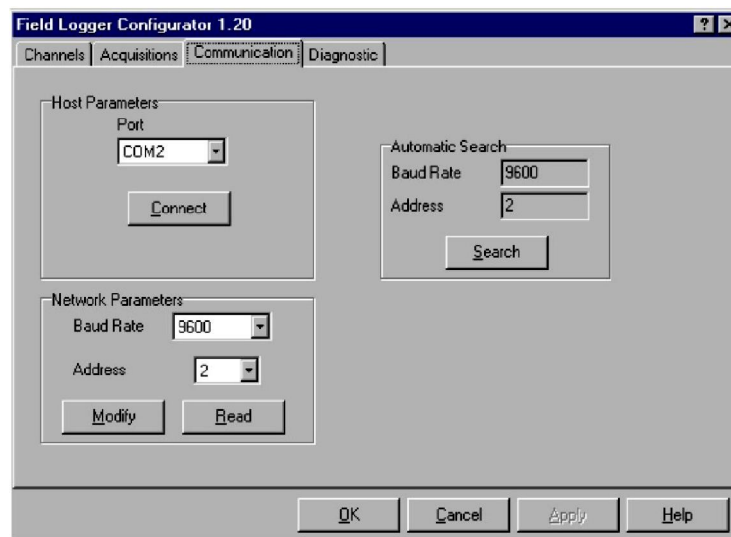 Field Logger Configurator 1.20
Channels Acquisitions Communication Diagnostic
Host Parameters
Port
COM2
Connect
Automatic Search
Baud Rate 9600
Address 2
Search
Network Parameters
Baud Rate 9600
Address 2
Modify Read
OK Cancel Apply Help